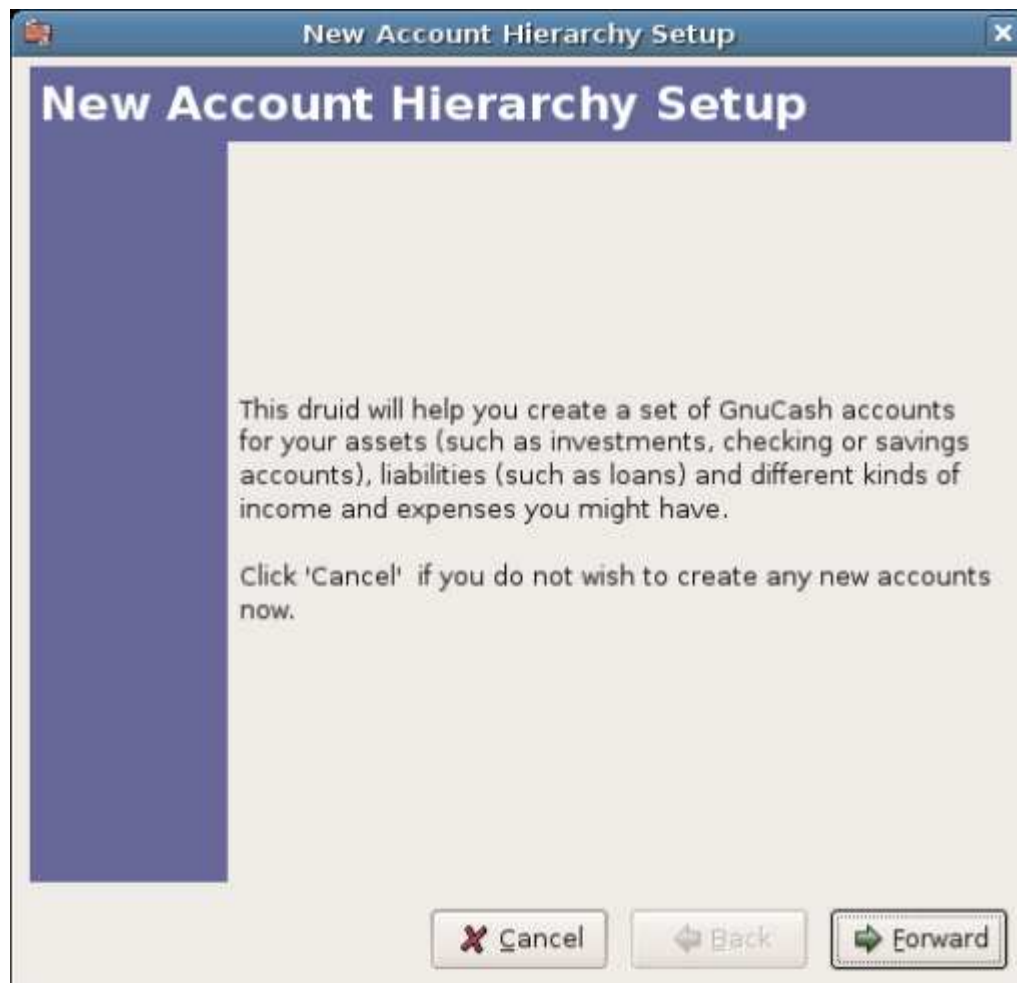 New Account Hierarchy Setup
New Account Hierarchy Setup
This druid will help you create a set of GnuCash accounts
for your assets (such as investments, checking or savings
accounts), liabilities (such as loans) and different kinds of
income and expenses you might have.
Click 'Cancel'  if you do not wish to create any new accounts
now.
Cancel
Back
Forward